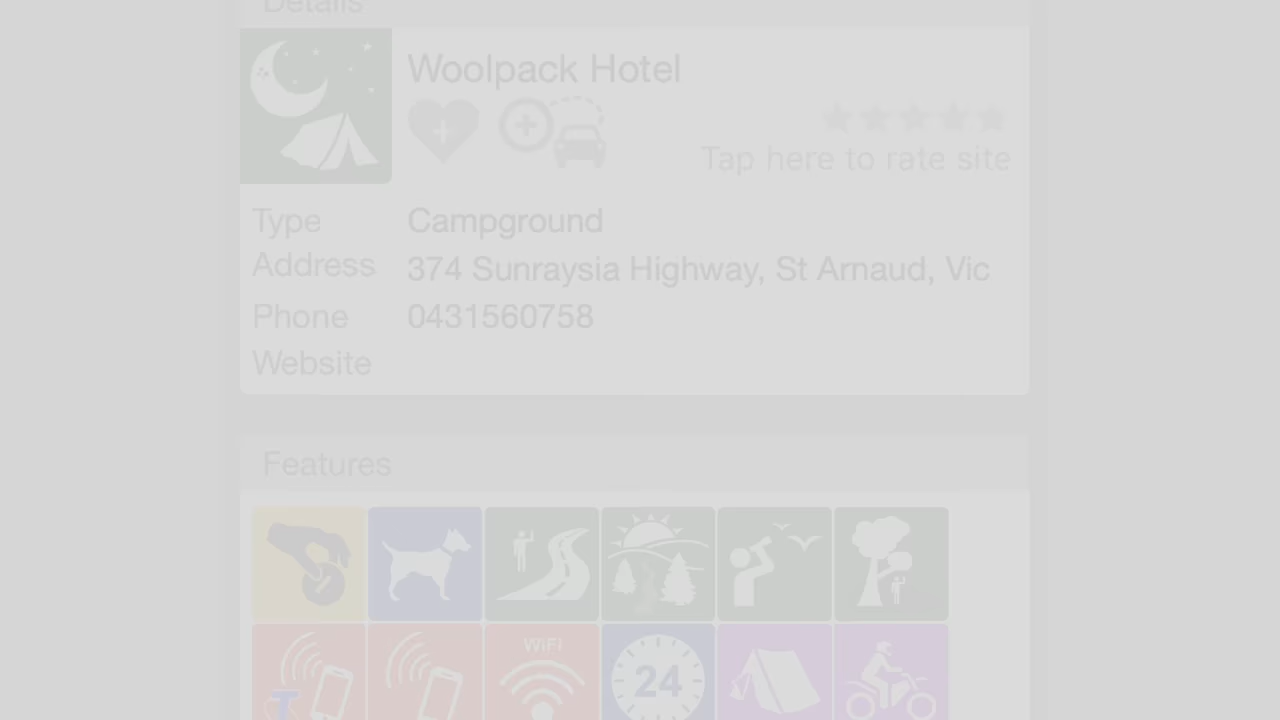 Details
Woolpack Hotel
Tap here to rate site
Type Campground
Address 374 Sunraysia Highway, St Arnaud, Vic
Phone 0431560758
Website
Features
WiFi
T
24